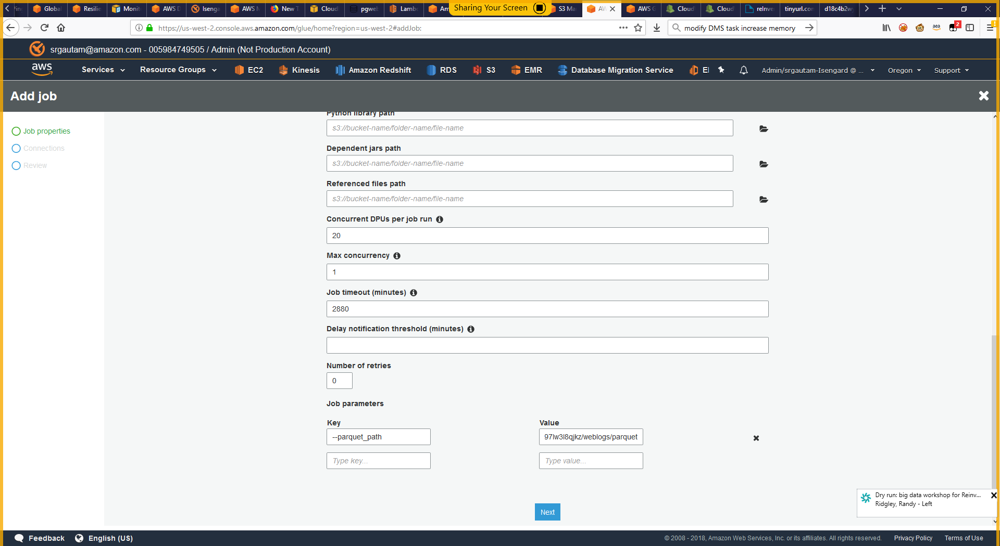 Global
Resilie
Monit
AWS D
Isenga
AWS M
New T
Cloud
pgweb
Lamb
Am
Sharing Your Screen
S3 Ma
AW
AWS G
Cloud
Cloud
reInve
tinyurl.con
d18c4b2w
https://us-west-2.console.aws.amazon.com/glue/home?region=us-west-2#addJob:
modify DMS task increase memory
aea
2
srgautam@amazon.com - 005984749505 / Admin (Not Production Account)
aws
Services
Resource Groups
EC2
Kinesis
Amazon Redshift
RDS
S3
EMR
Database Migration Service
El
Admin/srgautam-Isengard @ ...
Oregon
Support
Add job
Job properties
Connections
Review
Python library path
s3://bucket-name/folder-name/file-name
Dependent jars path
s3://bucket-name/folder-name/file-name
Referenced files path
s3://bucket-name/folder-name/file-name
Concurrent DPUs per job run
20
Max concurrency
1
Job timeout (minutes)
2880
Delay notification threshold (minutes)
Number of retries
0
Job parameters
Key
Value
--parquet_path
97lw3l8qjkz/weblogs/parquet
Type key...
Type value...
Dry run: big data workshop for Reinv...
Ridgley, Randy - Left
Next
Feedback
English (US)
© 2008 - 2018, Amazon Web Services, Inc. or its affiliates. All rights reserved.
Privacy Policy
Terms of Use